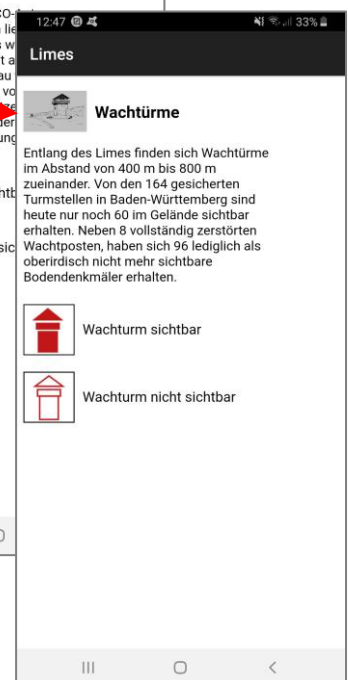 12:47
33%
Limes
Wachtürme
Entlang des Limes finden sich Wachtürme
im Abstand von 400 m bis 800 m
zueinander. Von den 164 gesicherten
Turmstellen in Baden-Württemberg sind
heute nur noch 60 im Gelände sichtbar
erhalten. Neben 8 vollständig zerstörten
Wachtposten, haben sich 96 lediglich als
oberirdisch nicht mehr sichtbare
Bodendenkmäler erhalten.
Wachturm sichtbar
Wachturm nicht sichtbar